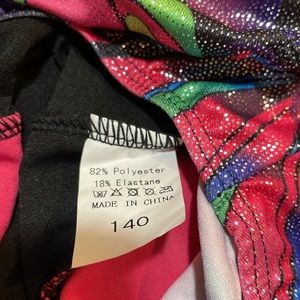 82% Polyester
18% Elastane
MADE IN CHINA
140